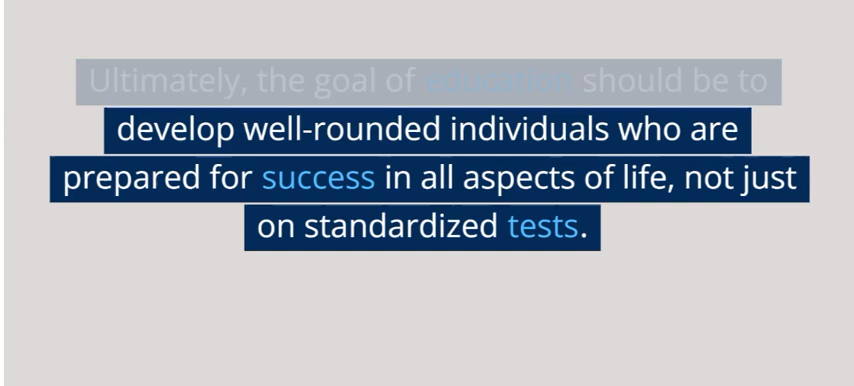 Ultimately, the goal of education should be to
develop well-rounded individuals who are
prepared for success in all aspects of life, not just
on standardized tests.